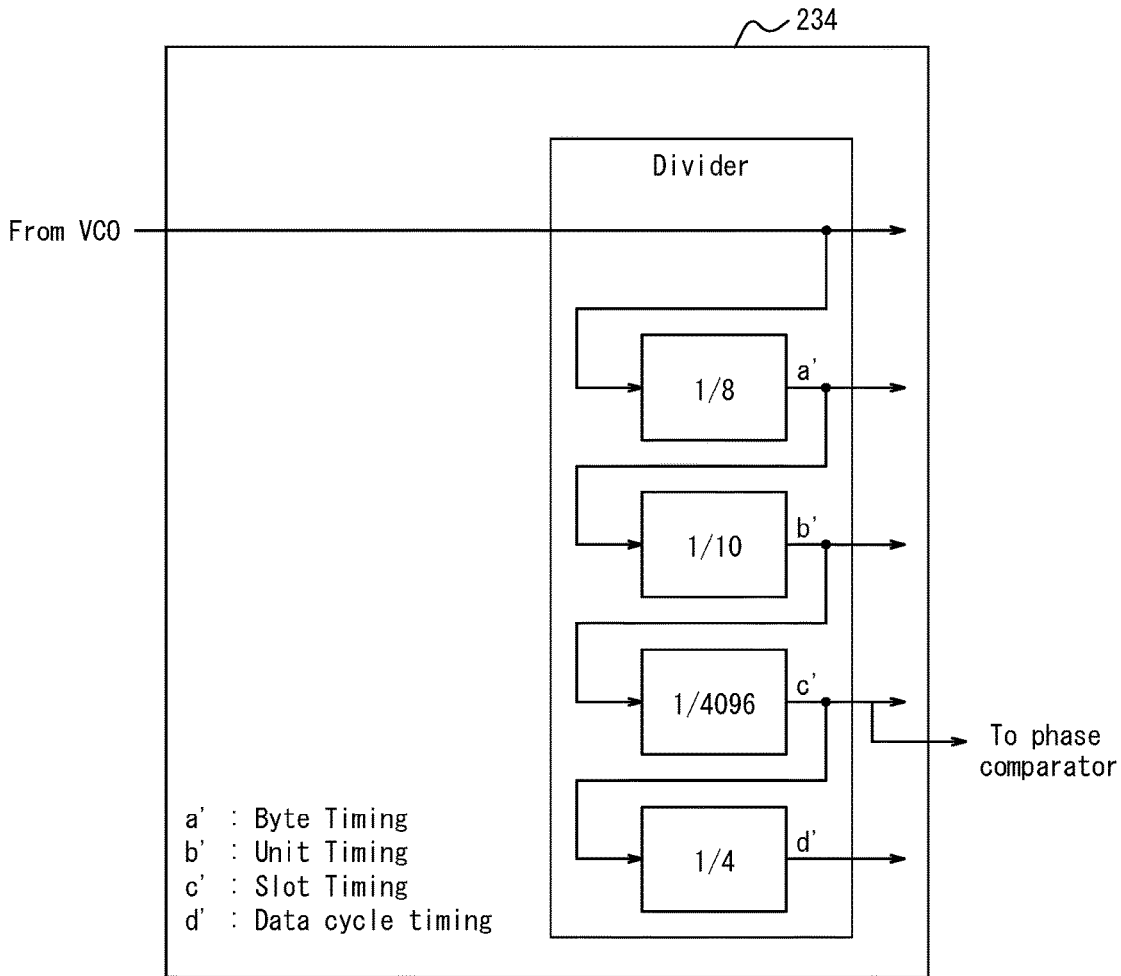 234
Divider
From VCO
1/8
a'
1/10
b'
1/4096
c'
To phase
comparator
1/4
d'
a' : Byte Timing
b' : Unit Timing
c' : Slot Timing
d' : Data cycle timing